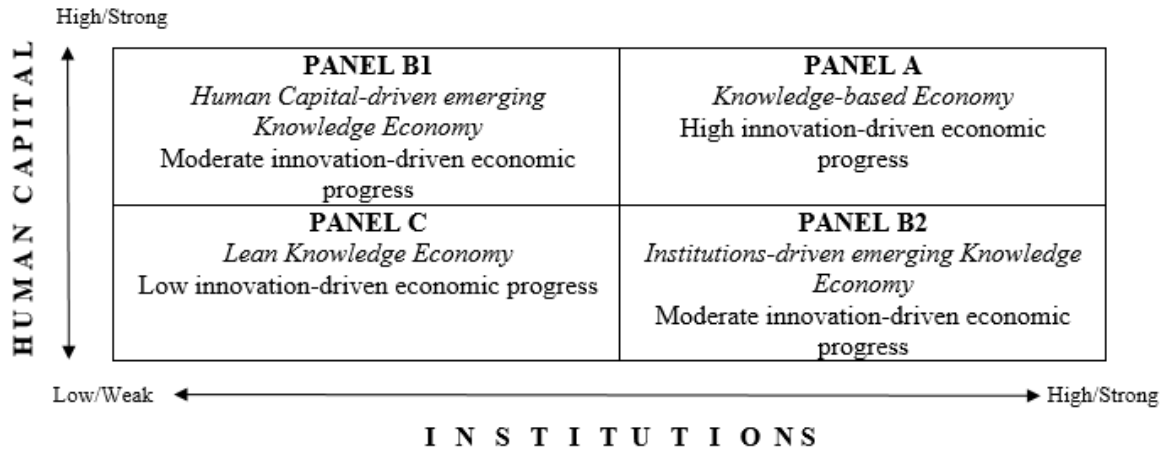 High/Strong
HUMAN CAPITAL
PANEL B1
Human Capital-driven emerging
Knowledge Economy
Moderate innovation-driven economic
progress
PANEL A
Knowledge-based Economy
High innovation-driven economic
progress
PANEL C
Lean Knowledge Economy
Low innovation-driven economic progress
PANEL B2
Institutions-driven emerging Knowledge
Economy
Moderate innovation-driven economic
progress
Low/Weak
High/Strong
INSTITUTIONS